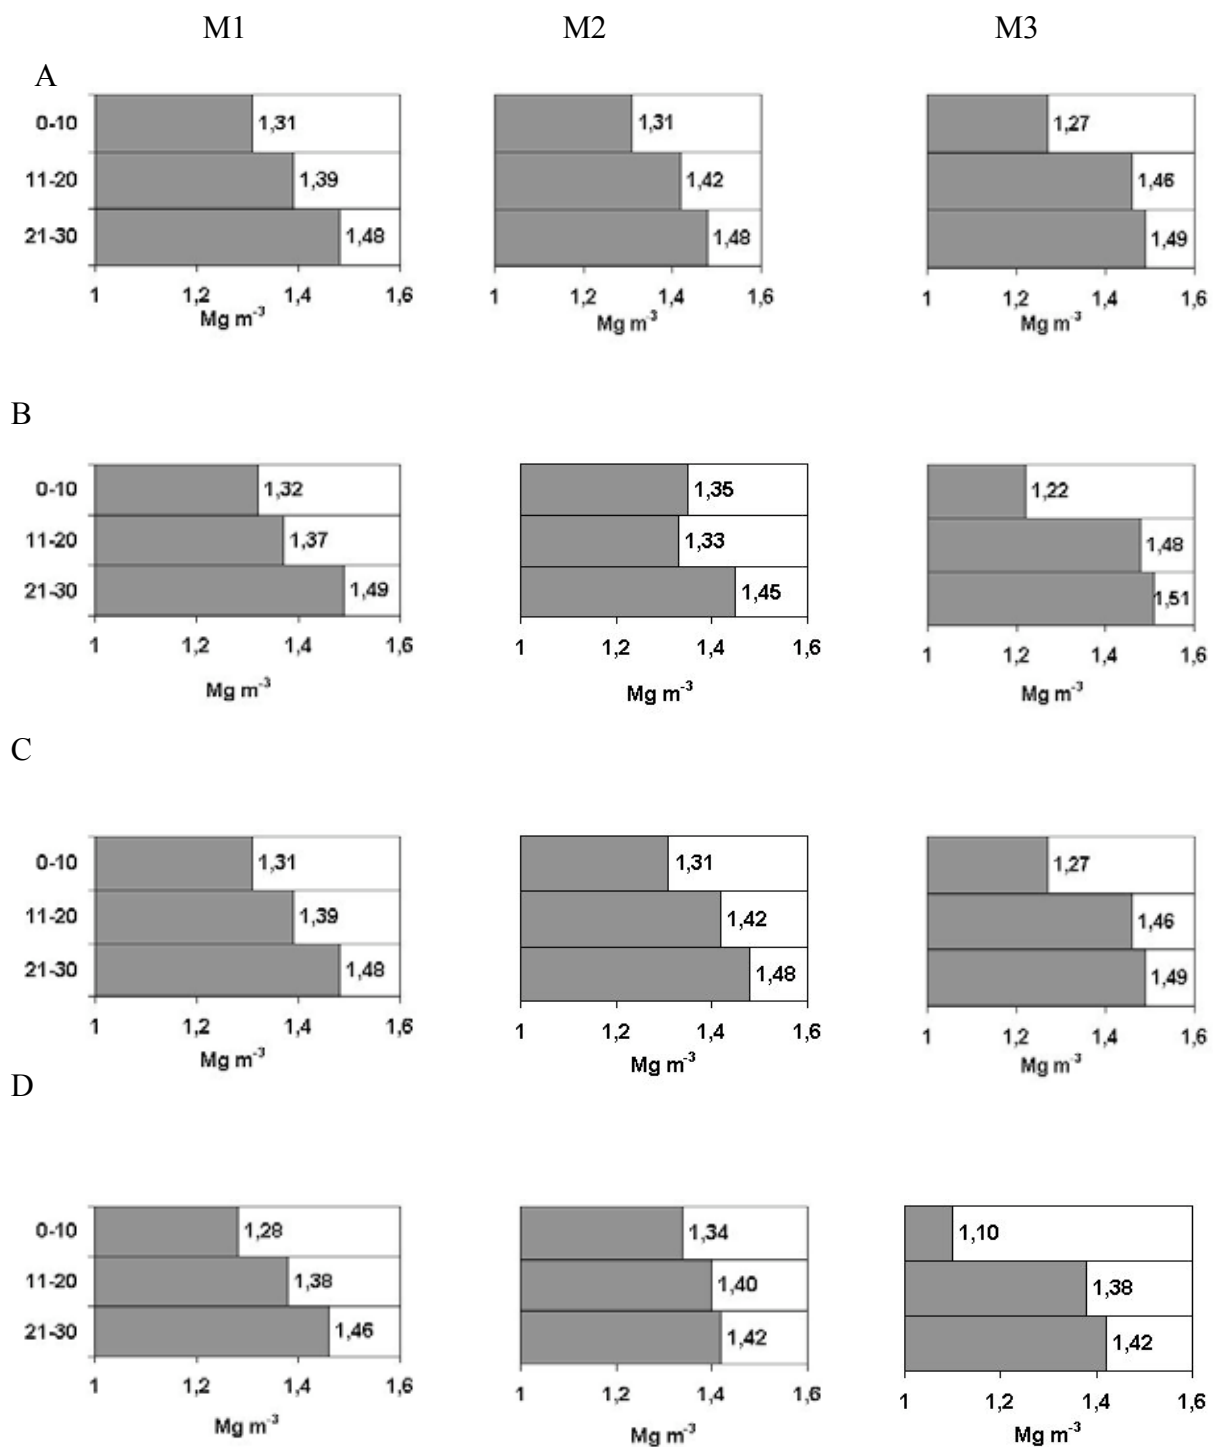 M1 M2 M3
A
0-10 1,31 1,31 1,27
11-20 1,39 1,42 1,46
21-30 1,48 1,48 1,49
1 1,2 1,4 1,6 1 1,2 1,4 1,6 1 1,2 1,4 1,6
Mg m⁻³ Mg m⁻³ Mg m⁻³
B
0-10 1,32 1,35 1,22
11-20 1,37 1,33 1,48
21-30 1,49 1,45 1,51
1 1,2 1,4 1,6 1 1,2 1,4 1,6 1 1,2 1,4 1,6
Mg m⁻³ Mg m⁻³ Mg m⁻³
C
0-10 1,31 1,31 1,27
11-20 1,39 1,42 1,46
21-30 1,48 1,48 1,49
1 1,2 1,4 1,6 1 1,2 1,4 1,6 1 1,2 1,4 1,6
Mg m⁻³ Mg m⁻³ Mg m⁻³
D
0-10 1,28 1,34 1,10
11-20 1,38 1,40 1,38
21-30 1,46 1,42 1,42
1 1,2 1,4 1,6 1 1,2 1,4 1,6 1 1,2 1,4 1,6
Mg m⁻³ Mg m⁻³ Mg m⁻³